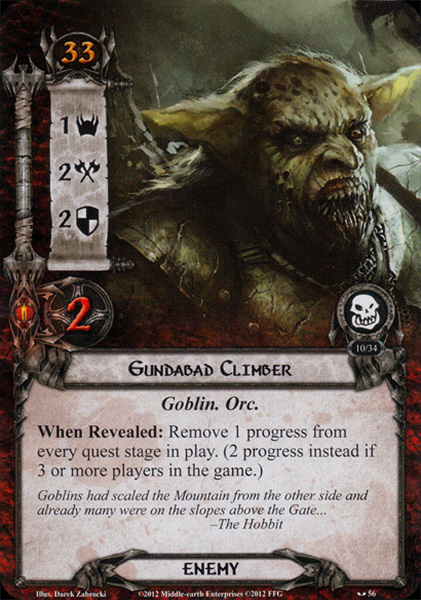 33
1
2
2
2
10/34
Gundabad Climber
Goblin. Orc.
When Revealed: Remove 1 progress from
every quest stage in play. (2 progress instead if
3 or more players in the game.)
Goblins had scaled the Mountain from the other side and
already many were on the slopes above the Gate...
–The Hobbit
ENEMY
Illus. Darek Zabrocki ©2012 Middle-earth Enterprises ©2012 FFG 56